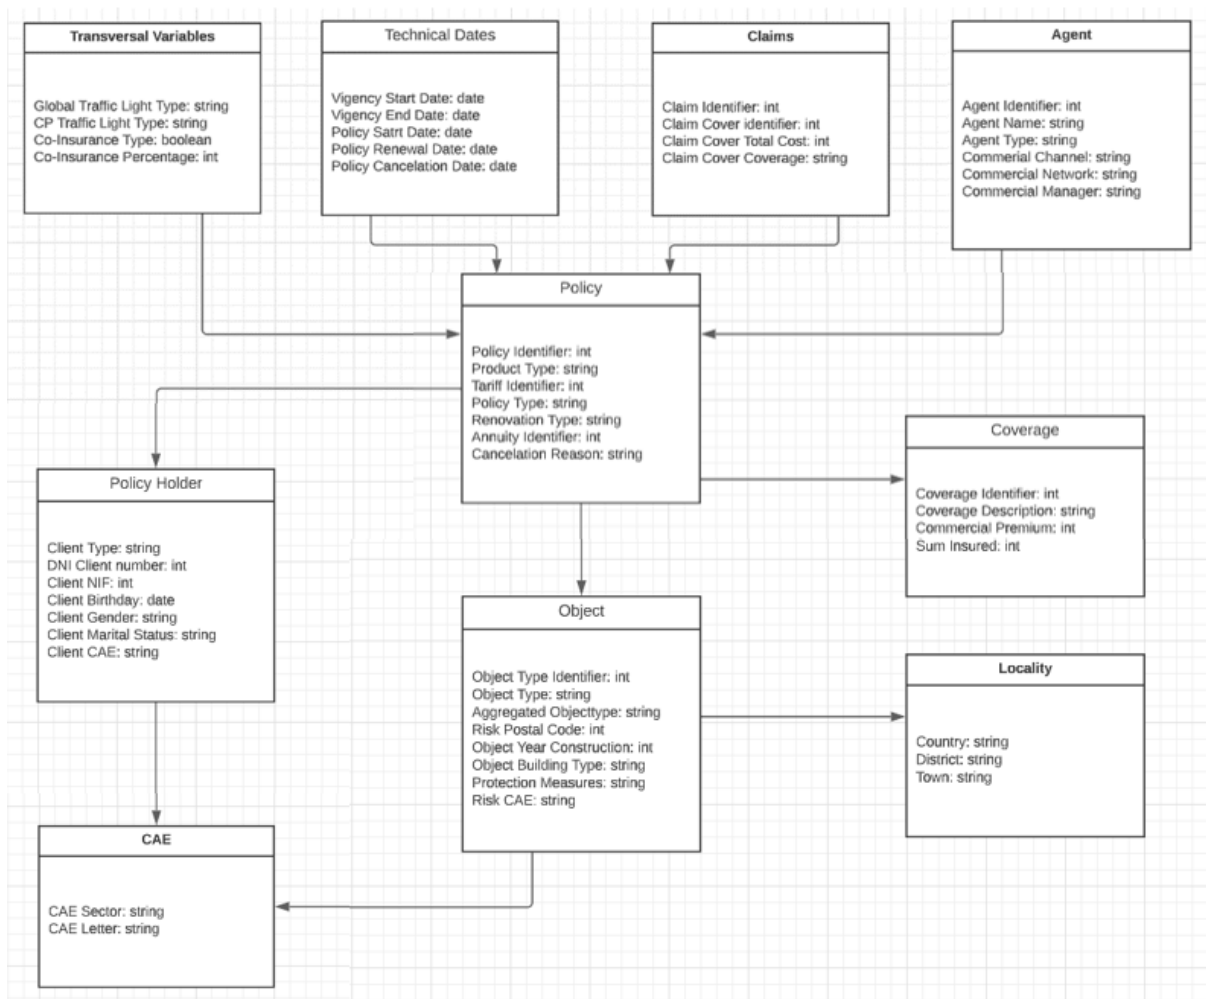 Transversal Variables
Global Traffic Light Type: string
CP Traffic Light Type: string
Co-Insurance Type: boolean
Co-Insurance Percentage: int
Technical Dates
Vigency Start Date: date
Vigency End Date: date
Policy Satrt Date: date
Policy Renewal Date: date
Policy Cancelation Date: date
Claims
Claim Identifier: int
Claim Cover identifier: int
Claim Cover Total Cost: int
Claim Cover Coverage: string
Agent
Agent Identifier: int
Agent Name: string
Agent Type: string
Commerial Channel: string
Commercial Network: string
Commercial Manager: string
Policy
Policy Identifier: int
Product Type: string
Tariff Identifier: int
Policy Type: string
Renovation Type: string
Annuity Identifier: int
Cancelation Reason: string
Policy Holder
Client Type: string
DNI Client number: int
Client NIF: int
Client Birthday: date
Client Gender: string
Client Marital Status: string
Client CAE: string
Coverage
Coverage Identifier: int
Coverage Description: string
Commercial Premium: int
Sum Insured: int
Object
Object Type Identifier: int
Object Type: string
Aggregated Objecttype: string
Risk Postal Code: int
Object Year Construction: int
Object Building Type: string
Protection Measures: string
Risk CAE: string
Locality
Country: string
District: string
Town: string
CAE
CAE Sector: string
CAE Letter: string